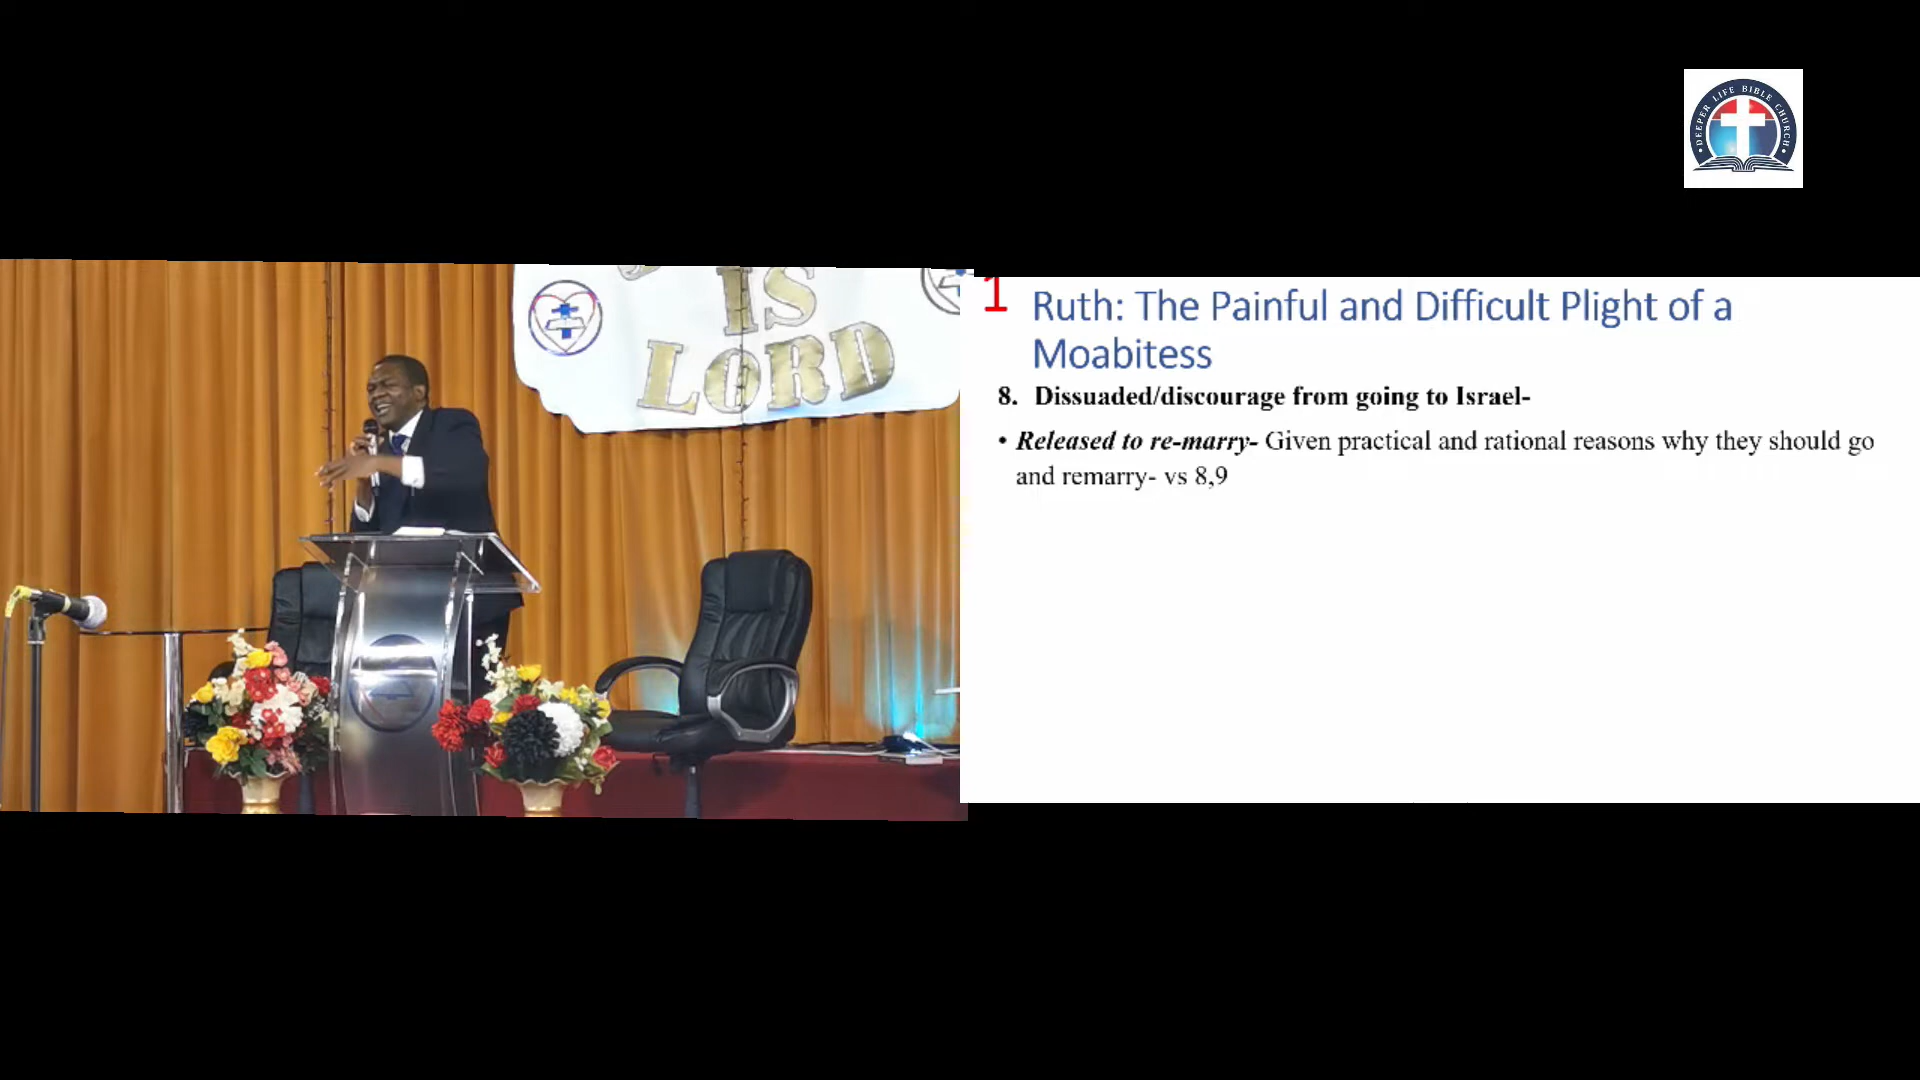 DEEPER LIFE BIBLE CHURCH
IS
LORD
1
Ruth: The Painful and Difficult Plight of a
Moabitess
8. Dissuaded/discourage from going to Israel-
• Released to re-marry- Given practical and rational reasons why they should go
and remarry- vs 8,9